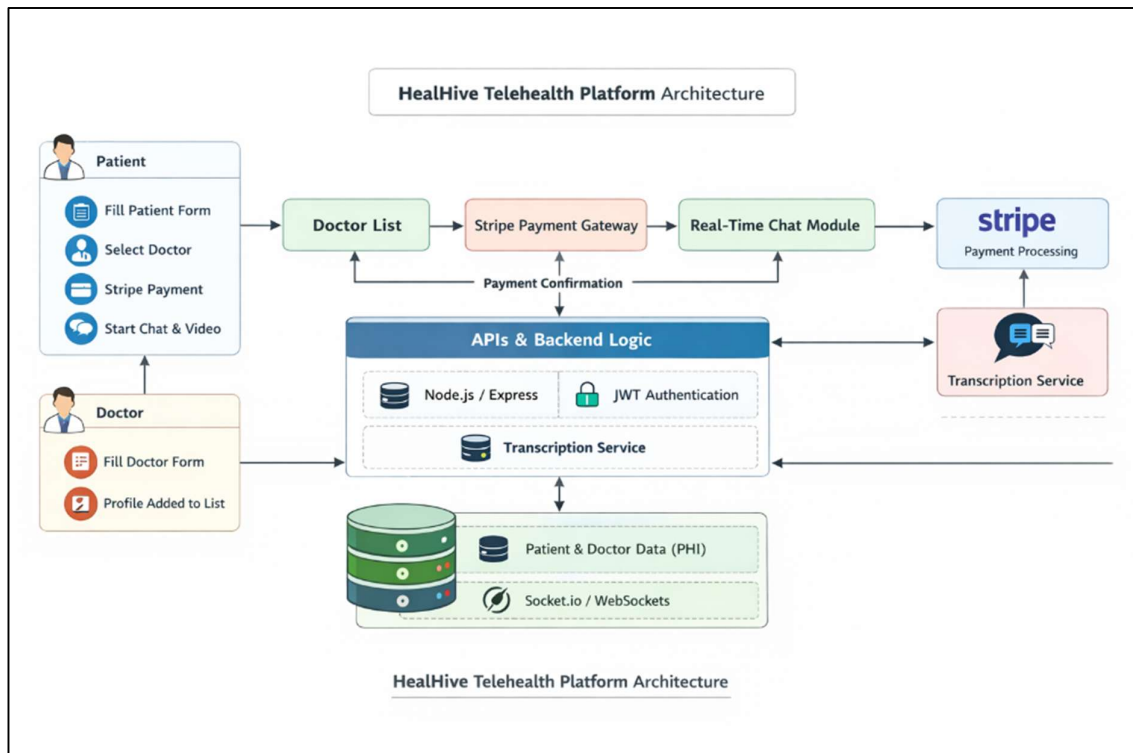 HealHive Telehealth Platform Architecture
Patient
Fill Patient Form
Select Doctor
Stripe Payment
Start Chat & Video
Doctor List
Stripe Payment Gateway
Real-Time Chat Module
stripe
Payment Processing
Payment Confirmation
APIs & Backend Logic
Node.js / Express
JWT Authentication
Transcription Service
Transcription Service
Doctor
Fill Doctor Form
Profile Added to List
Patient & Doctor Data (PHI)
Socket.io / WebSockets
HealHive Telehealth Platform Architecture